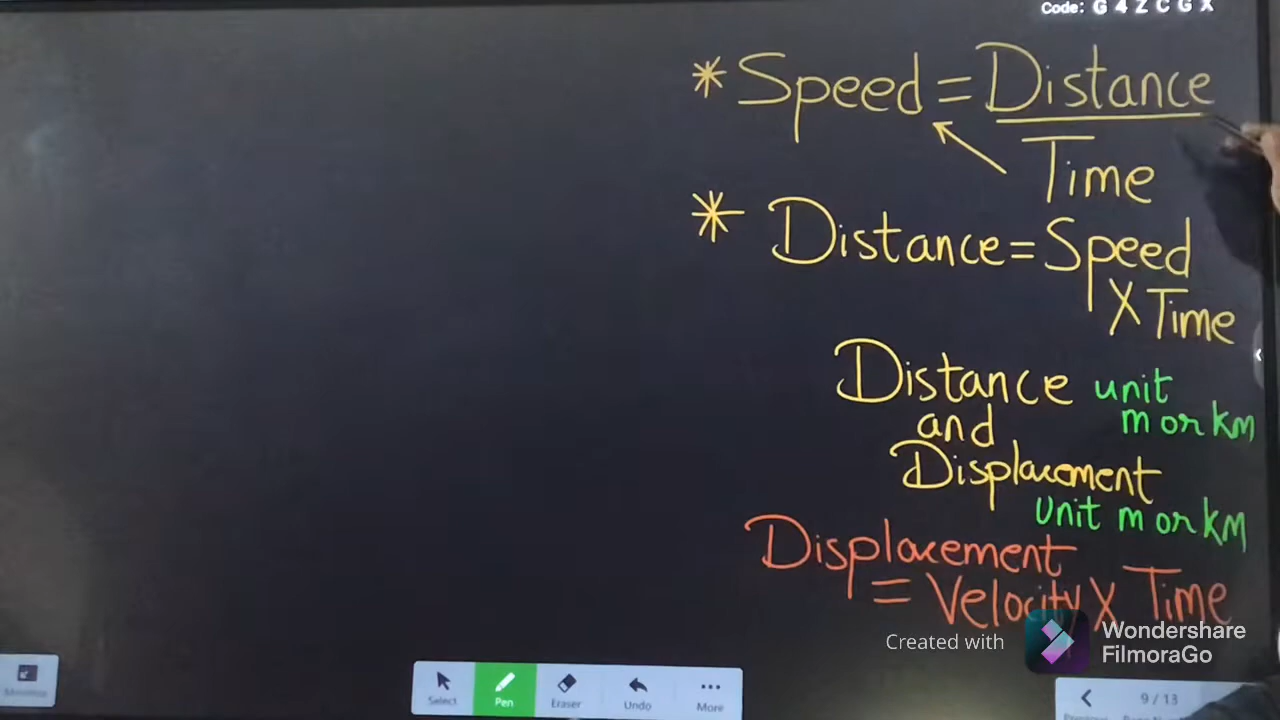 Code: G 4 Z C G X
* Speed = Distance
Time
* Distance = Speed
X Time
Distance unit
m or km
and
Displacement
unit m or km
Displacement
= Velocity X Time
Created with Wondershare
FilmoraGo
Select Pen Eraser Undo More
9 / 13